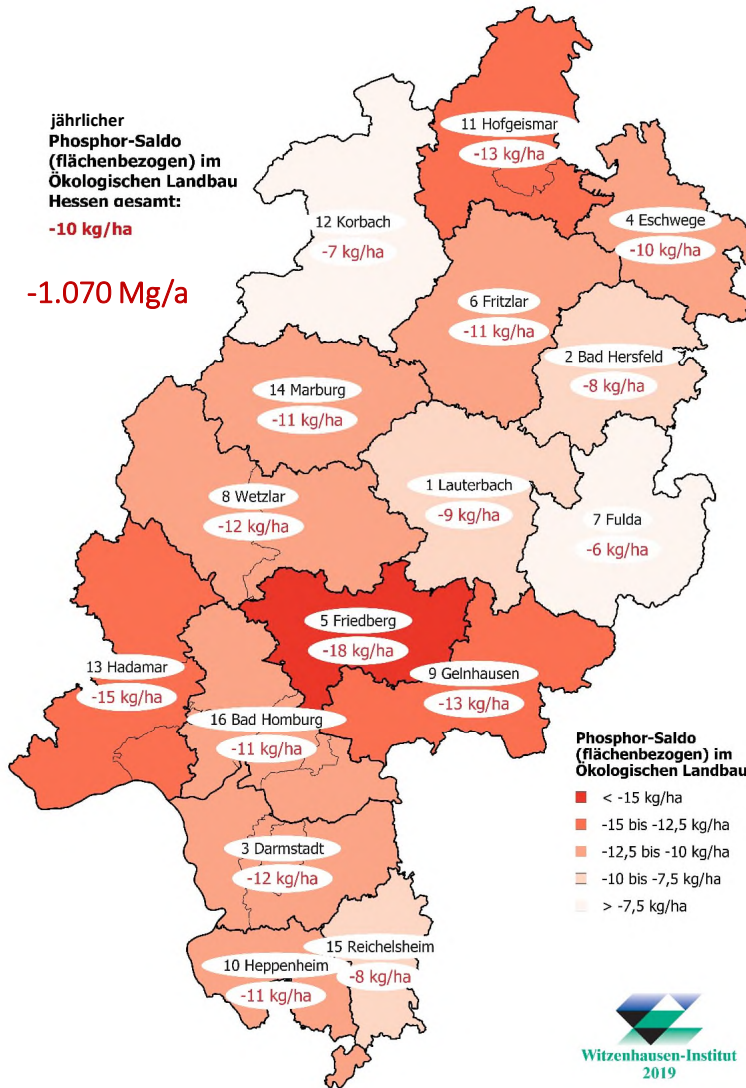 jährlicher
Phosphor-Saldo
(flächenbezogen) im
Ökologischen Landbau
Hessen gesamt:
-10 kg/ha
-1.070 Mg/a
11 Hofgeismar
-13 kg/ha
12 Korbach
-7 kg/ha
4 Eschwege
-10 kg/ha
6 Fritzlar
-11 kg/ha
2 Bad Hersfeld
-8 kg/ha
14 Marburg
-11 kg/ha
8 Wetzlar
-12 kg/ha
1 Lauterbach
-9 kg/ha
7 Fulda
-6 kg/ha
5 Friedberg
-18 kg/ha
13 Hadamar
-15 kg/ha
9 Gelnhausen
-13 kg/ha
16 Bad Homburg
-11 kg/ha
3 Darmstadt
-12 kg/ha
15 Reichelsheim
-8 kg/ha
10 Heppenheim
-11 kg/ha
Phosphor-Saldo
(flächenbezogen) im
Ökologischen Landbau
< -15 kg/ha
-15 bis -12,5 kg/ha
-12,5 bis -10 kg/ha
-10 bis -7,5 kg/ha
> -7,5 kg/ha
Witzenhausen-Institut
2019